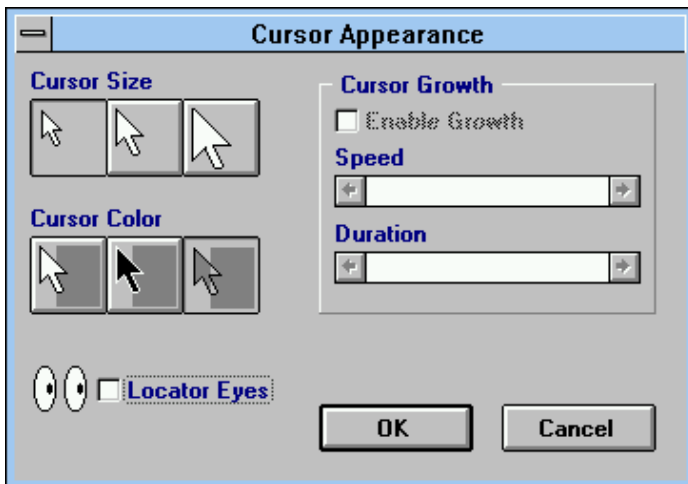 Cursor Appearance
Cursor Size
Cursor Growth
Enable Growth
Speed
Cursor Color
Duration
Locator Eyes
OK
Cancel